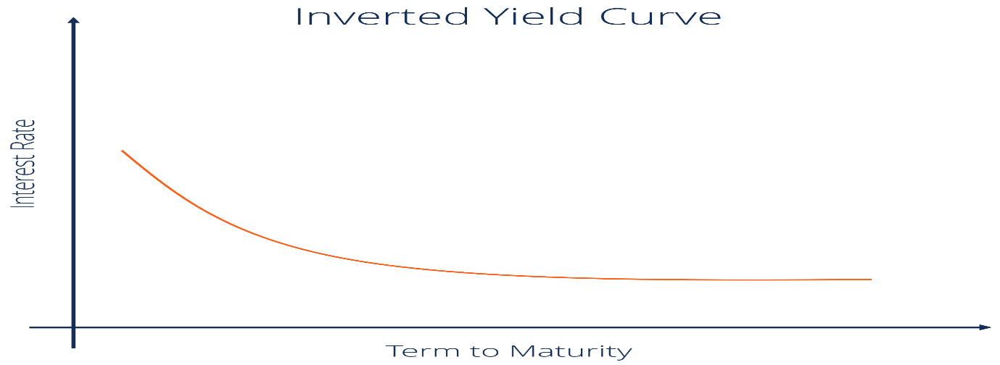 Inverted Yield Curve
Interest Rate
Term to Maturity